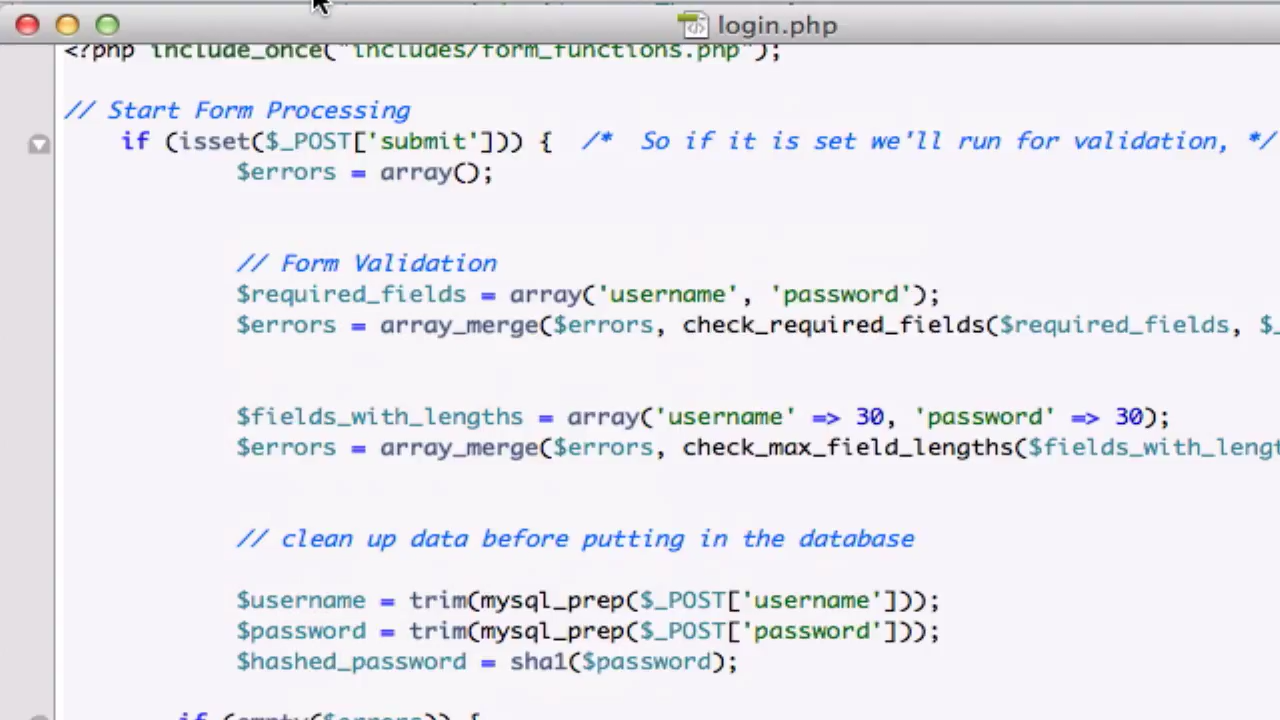 login.php
<?php include_once("includes/form_functions.php");
// Start Form Processing
if (isset($_POST['submit'])) { /* So if it is set we'll run for validation, */
$errors = array();
// Form Validation
$required_fields = array('username', 'password');
$errors = array_merge($errors, check_required_fields($required_fields, $_
$fields_with_lengths = array('username' => 30, 'password' => 30);
$errors = array_merge($errors, check_max_field_lengths($fields_with_lengt
// clean up data before putting in the database
$username = trim(mysql_prep($_POST['username']));
$password = trim(mysql_prep($_POST['password']));
$hashed_password = sha1($password);
if (empty($errors)) {